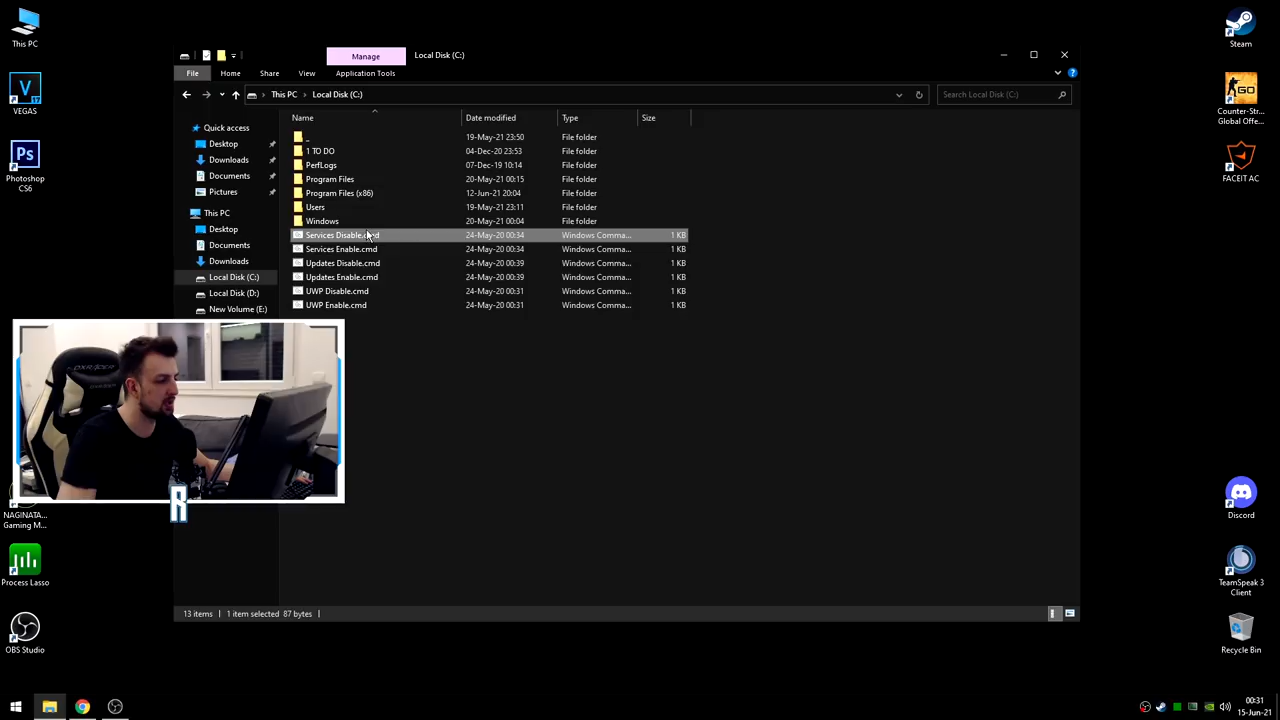 This PC
VEGAS
Photoshop
CS6
NAGINATA...
Gaming M...
Process Lasso
OBS Studio
Manage
Local Disk (C:)
File
Home
Share
View
Application Tools
This PC
Local Disk (C:)
Search Local Disk (C:)
Quick access
Desktop
Downloads
Documents
Pictures
This PC
Desktop
Documents
Downloads
Local Disk (C:)
Local Disk (D:)
New Volume (E:)
Name Date modified Type Size
_ 19-May-21 23:50 File folder
1 TO DO 04-Dec-20 23:53 File folder
PerfLogs 07-Dec-19 10:14 File folder
Program Files 20-May-21 00:15 File folder
Program Files (x86) 12-Jun-21 20:04 File folder
Users 19-May-21 23:11 File folder
Windows 20-May-21 00:04 File folder
Services Disable.cmd 24-May-20 00:34 Windows Comma... 1 KB
Services Enable.cmd 24-May-20 00:34 Windows Comma... 1 KB
Updates Disable.cmd 24-May-20 00:39 Windows Comma... 1 KB
Updates Enable.cmd 24-May-20 00:39 Windows Comma... 1 KB
UWP Disable.cmd 24-May-20 00:31 Windows Comma... 1 KB
UWP Enable.cmd 24-May-20 00:31 Windows Comma... 1 KB
DXRACER
R
13 items
1 item selected 87 bytes
Steam
Counter-Str...
Global Offe...
FACEIT AC
Discord
TeamSpeak 3
Client
Recycle Bin
00:31
15-Jun-21